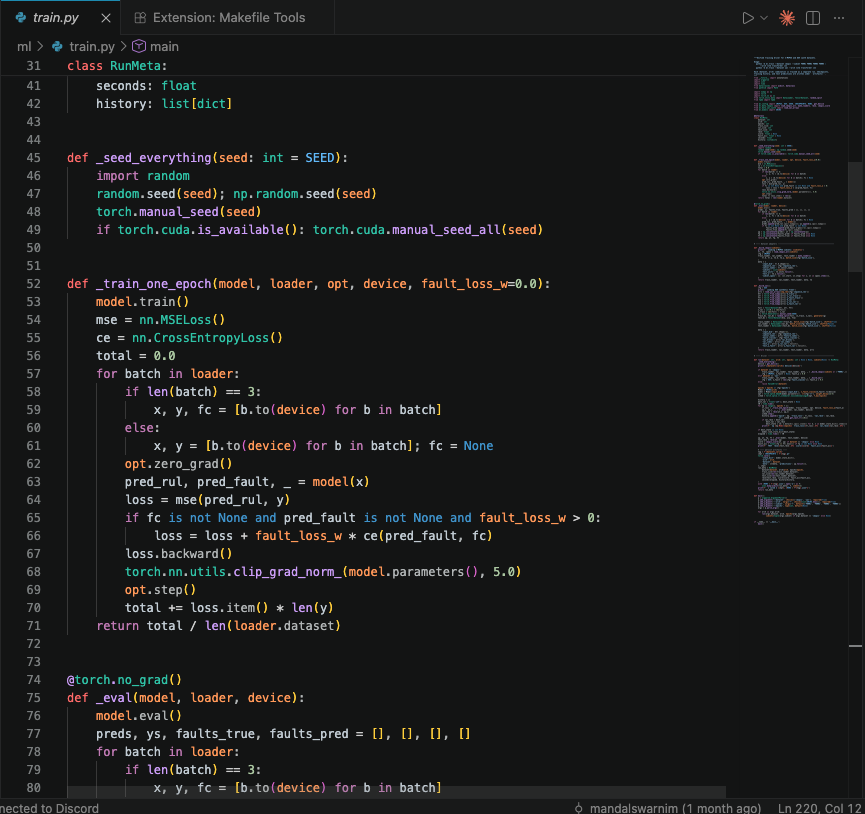 train.py
Extension: Makefile Tools
ml > train.py > main
31 class RunMeta:
41     seconds: float
42     history: list[dict]
43
44
45 def _seed_everything(seed: int = SEED):
46     import random
47     random.seed(seed); np.random.seed(seed)
48     torch.manual_seed(seed)
49     if torch.cuda.is_available(): torch.cuda.manual_seed_all(seed)
50
51
52 def _train_one_epoch(model, loader, opt, device, fault_loss_w=0.0):
53     model.train()
54     mse = nn.MSELoss()
55     ce = nn.CrossEntropyLoss()
56     total = 0.0
57     for batch in loader:
58         if len(batch) == 3:
59             x, y, fc = [b.to(device) for b in batch]
60         else:
61             x, y = [b.to(device) for b in batch]; fc = None
62         opt.zero_grad()
63         pred_rul, pred_fault, _ = model(x)
64         loss = mse(pred_rul, y)
65         if fc is not None and pred_fault is not None and fault_loss_w > 0:
66             loss = loss + fault_loss_w * ce(pred_fault, fc)
67         loss.backward()
68         torch.nn.utils.clip_grad_norm_(model.parameters(), 5.0)
69         opt.step()
70         total += loss.item() * len(y)
71     return total / len(loader.dataset)
72
73
74 @torch.no_grad()
75 def _eval(model, loader, device):
76     model.eval()
77     preds, ys, faults_true, faults_pred = [], [], [], []
78     for batch in loader:
79         if len(batch) == 3:
80             x, y, fc = [b.to(device) for b in batch]
nected to Discord
mandalswarnim (1 month ago)
Ln 220, Col 12